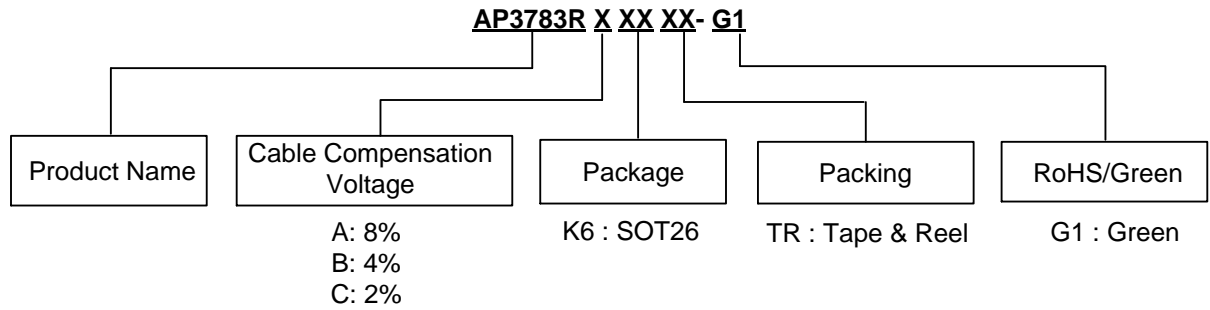 AP3783R X XX XX- G1
Product Name
Cable Compensation
Voltage
Package
Packing
RoHS/Green
A: 8%
B: 4%
C: 2%
K6 : SOT26
TR : Tape & Reel
G1 : Green